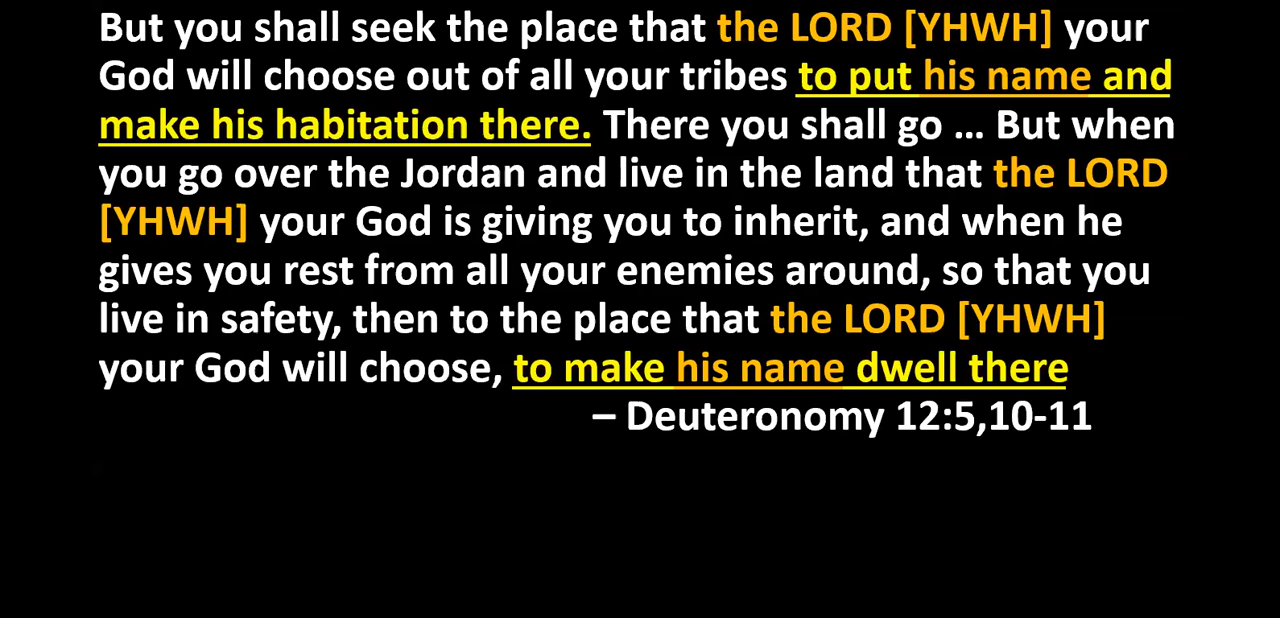 But you shall seek the place that the LORD [YHWH] your
God will choose out of all your tribes to put his name and
make his habitation there. There you shall go ... But when
you go over the Jordan and live in the land that the LORD
[YHWH] your God is giving you to inherit, and when he
gives you rest from all your enemies around, so that you
live in safety, then to the place that the LORD [YHWH]
your God will choose, to make his name dwell there
– Deuteronomy 12:5,10-11